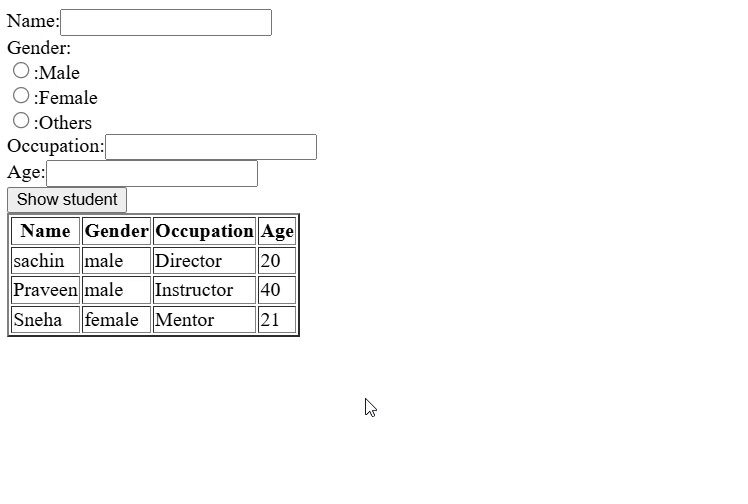 Name:
Gender:
:Male
:Female
:Others
Occupation:
Age:
Show student
Name Gender Occupation Age
sachin male Director 20
Praveen male Instructor 40
Sneha female Mentor 21